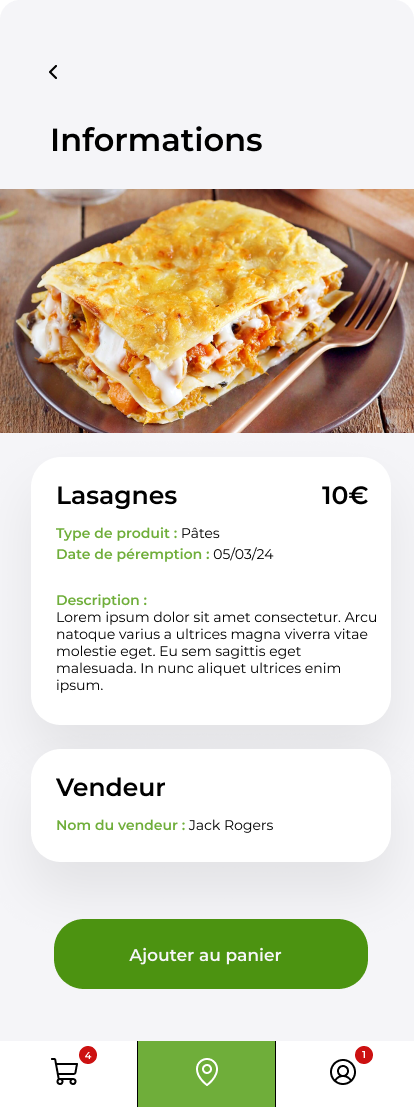 Informations
Lasagnes 10€
Type de produit : Pâtes
Date de péremption : 05/03/24
Description :
Lorem ipsum dolor sit amet consectetur. Arcu
natoque varius a ultrices magna viverra vitae
molestie eget. Eu sem sagittis eget
malesuada. In nunc aliquet ultrices enim
ipsum.
Vendeur
Nom du vendeur : Jack Rogers
Ajouter au panier
4
1